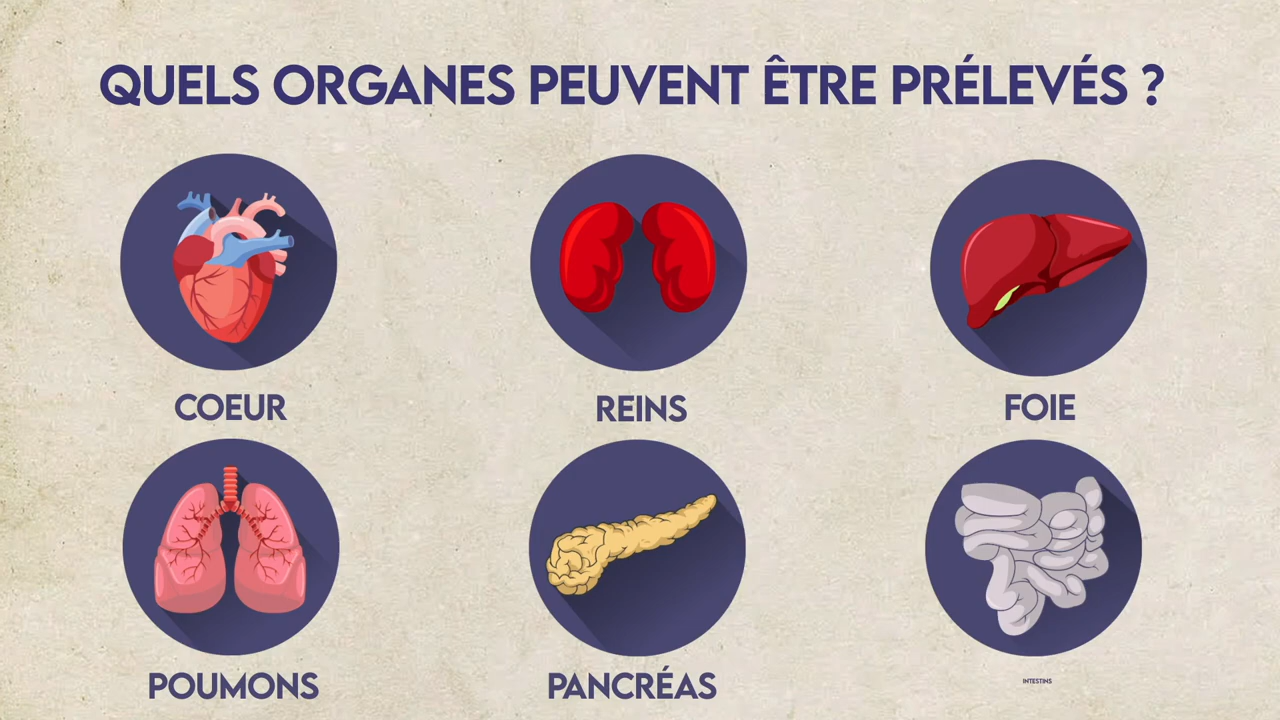 QUELS ORGANES PEUVENT ÊTRE PRÉLEVÉS ?
COEUR
REINS
FOIE
POUMONS
PANCRÉAS
INTESTINS